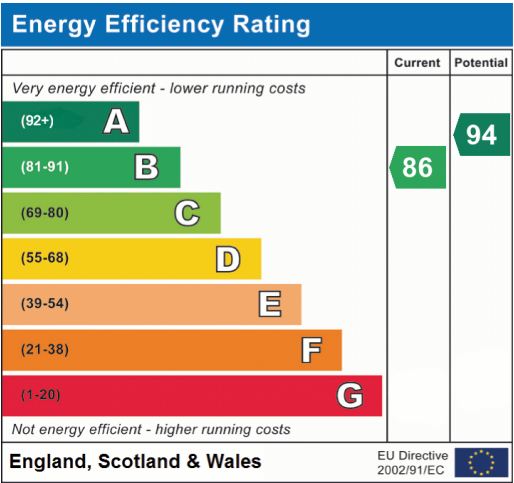 Energy Efficiency Rating
Current Potential
Very energy efficient - lower running costs
(92+) A
94
(81-91) B
86
(69-80) C
(55-68) D
(39-54) E
(21-38) F
(1-20) G
Not energy efficient - higher running costs
England, Scotland & Wales
EU Directive
2002/91/EC